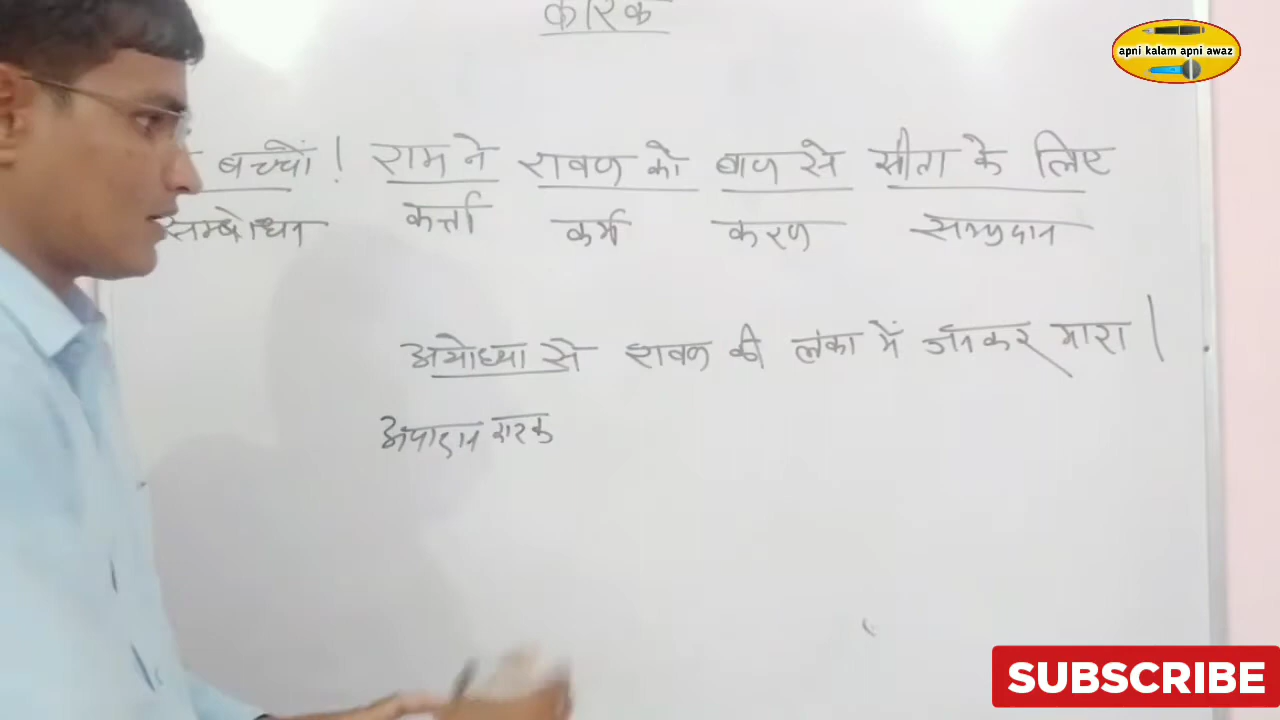 कारक
apni kalam apni awaz
बच्चों ! राम ने रावण को बाण से सीता के लिए
सम्बोधन कर्त्ता कर्म करण सम्प्रदान
अयोध्या से रावण की लंका में जाकर मारा |
अपादान कारक
SUBSCRIBE